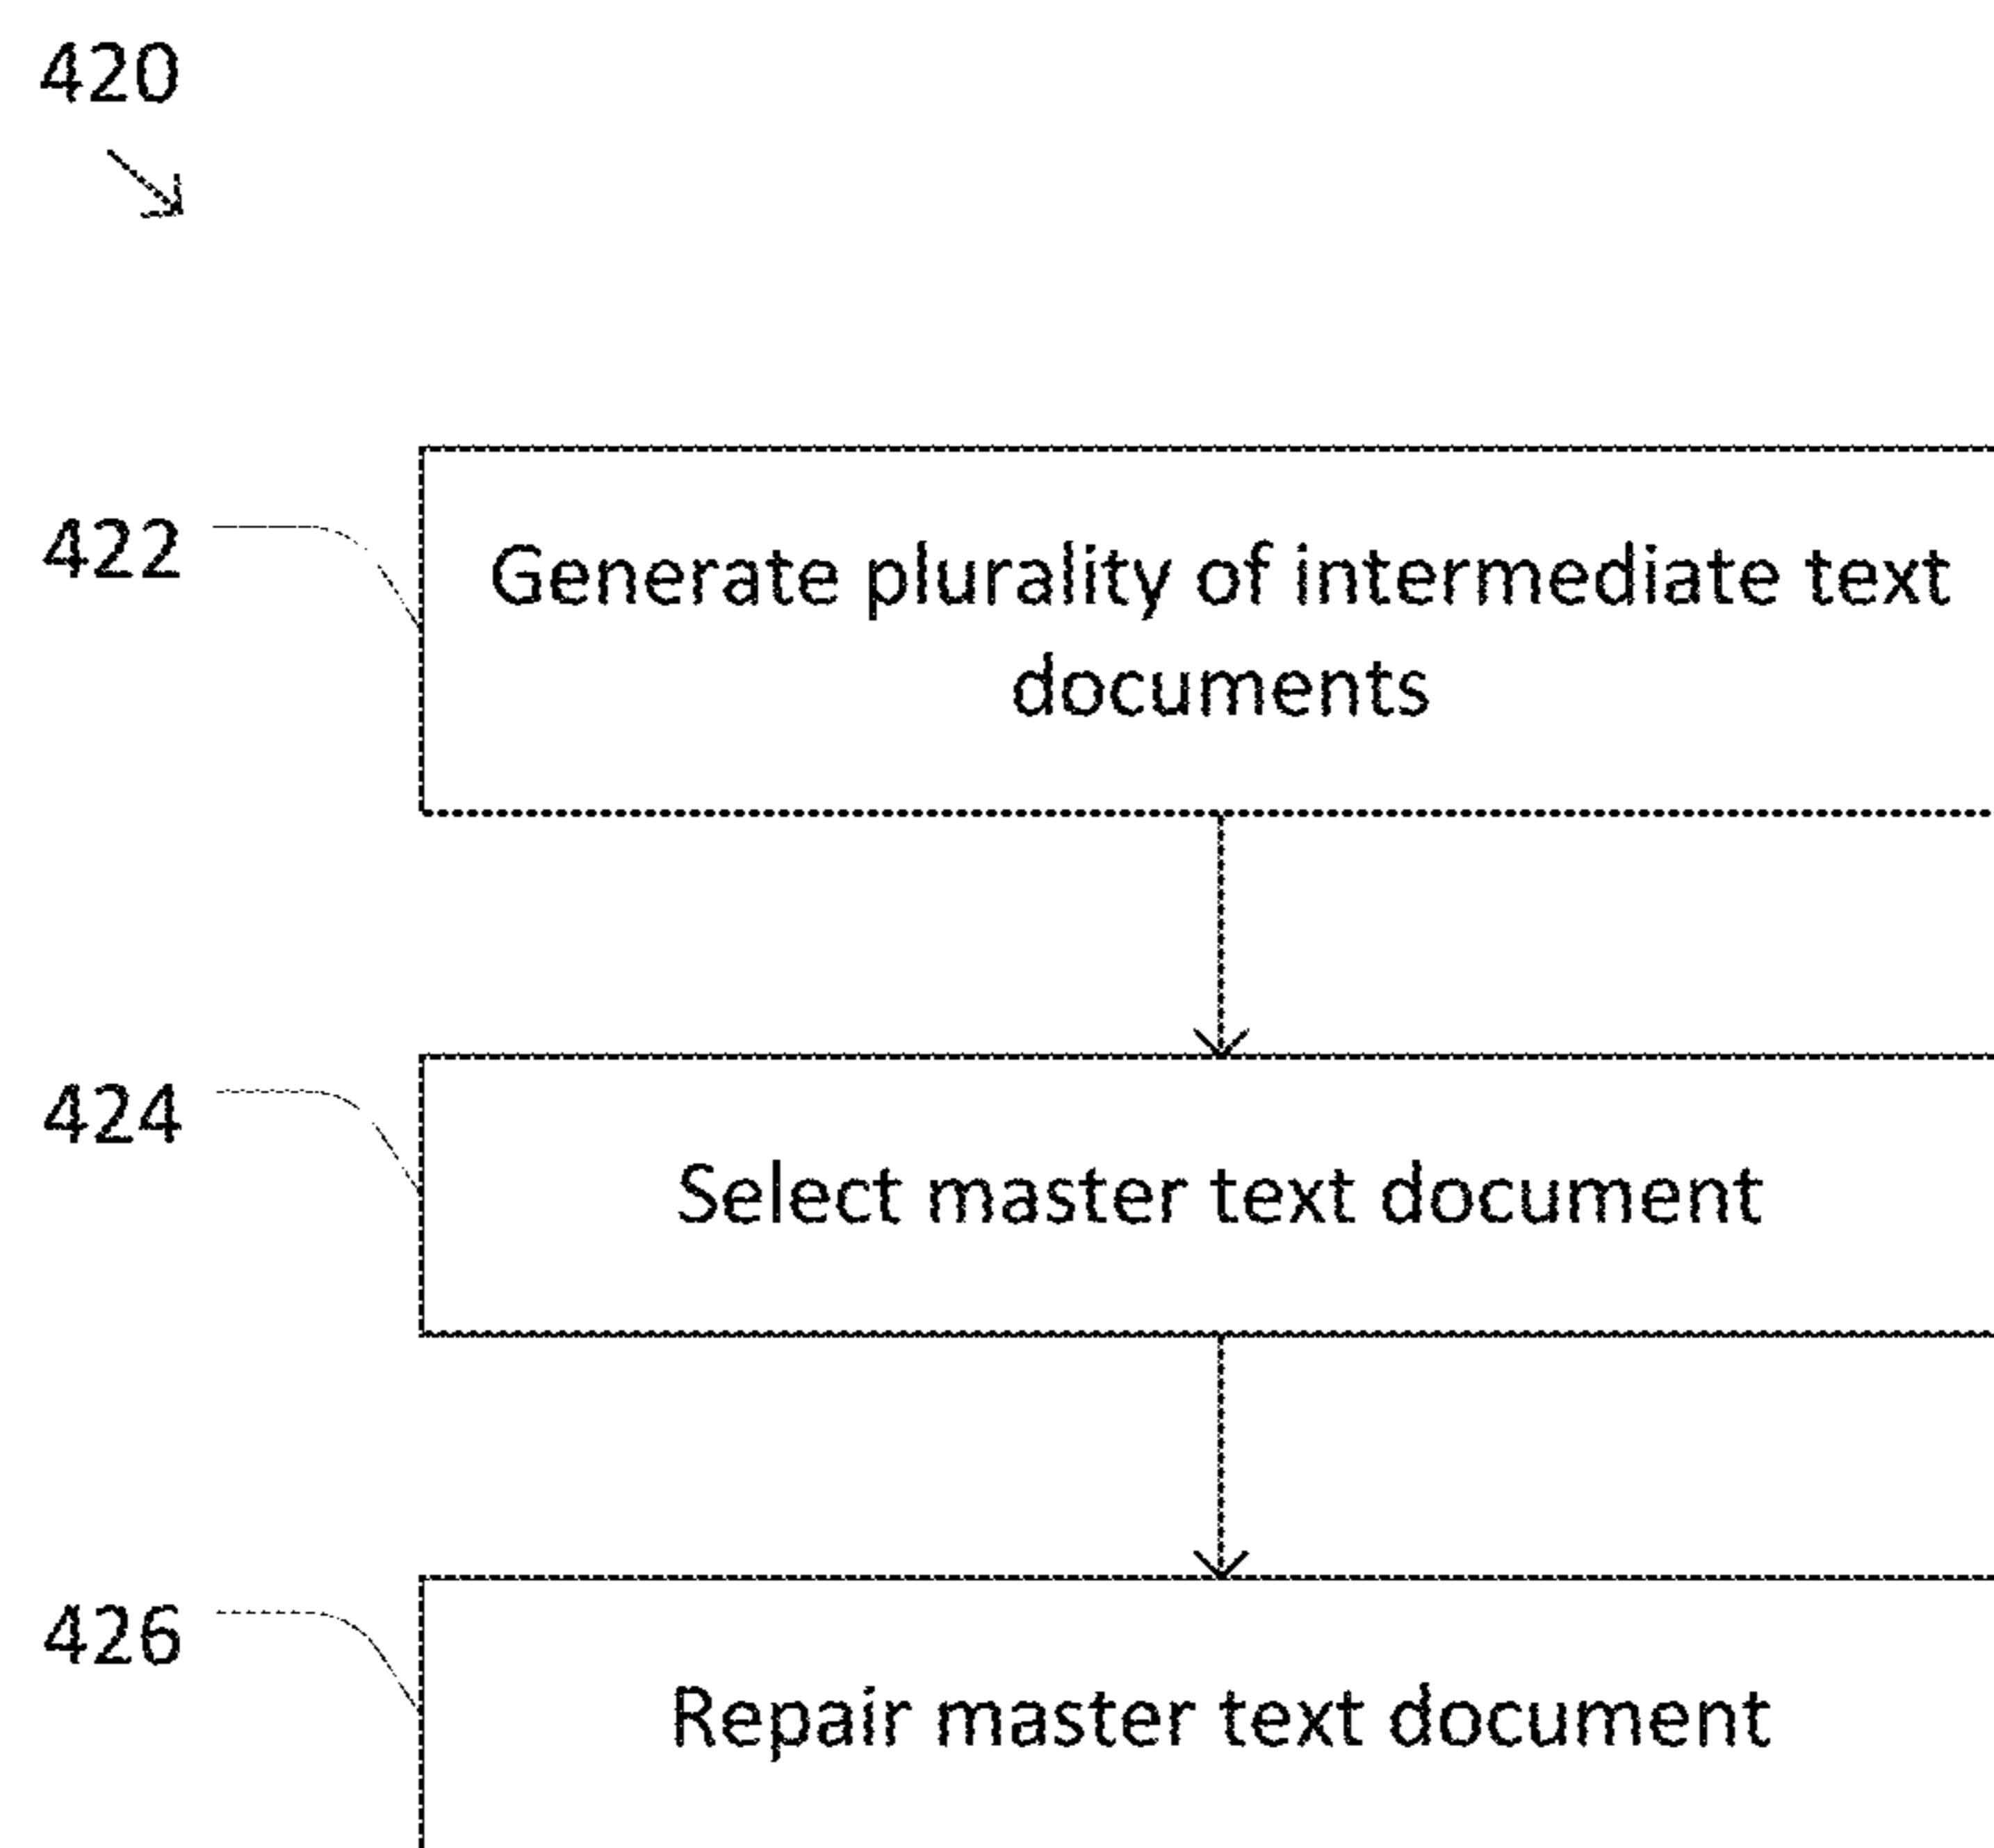 420
422
Generate plurality of intermediate text
documents
424
Select master text document
426
Repair master text document